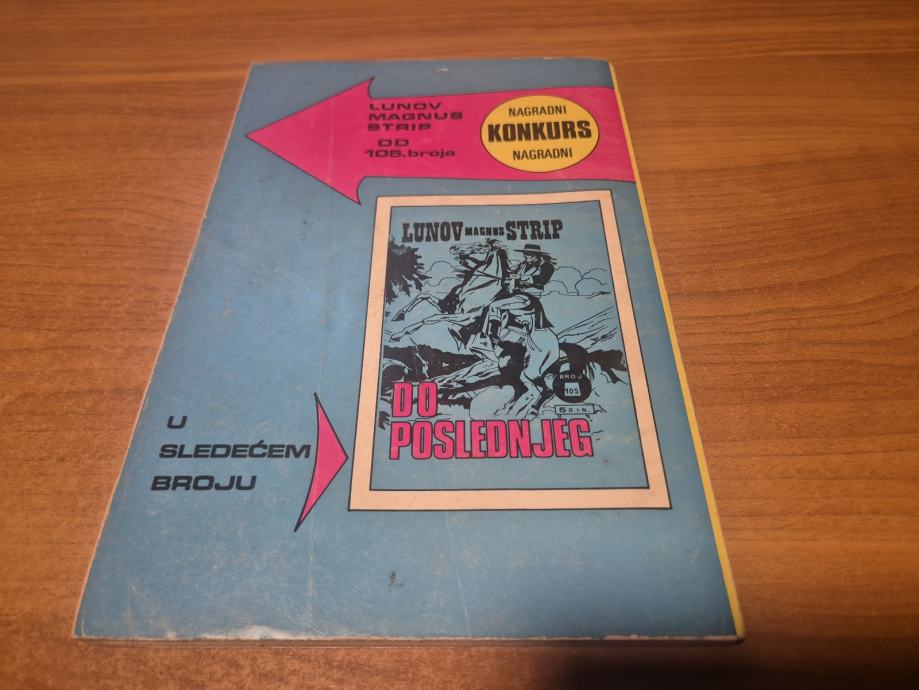 LUNOV
MAGNUS
STRIP
OD
105.broja
NAGRADNI
KONKURS
NAGRADNI
LUNOV MAGNUS STRIP
BROJ
105
5 DIN.
DO
POSLEDNJEG
U
SLEDEĆEM
BROJU